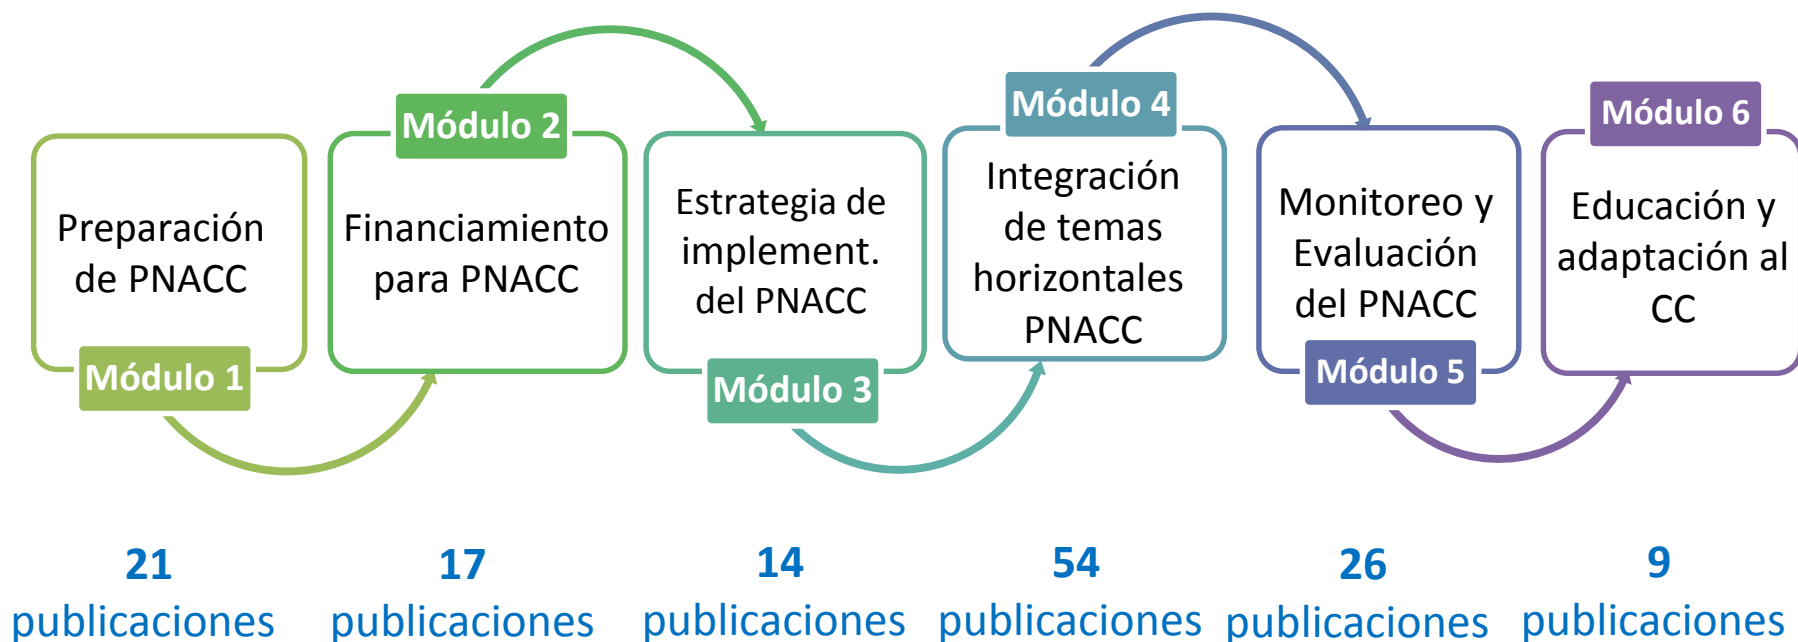 Preparación
de PNACC
Módulo 1
Módulo 2
Financiamiento
para PNACC
Estrategia de
implement.
del PNACC
Módulo 3
Módulo 4
Integración
de temas
horizontales
PNACC
Monitoreo y
Evaluación
del PNACC
Módulo 5
Módulo 6
Educación y
adaptación al
CC
21
publicaciones
17
publicaciones
14
publicaciones
54
publicaciones
26
publicaciones
9
publicaciones